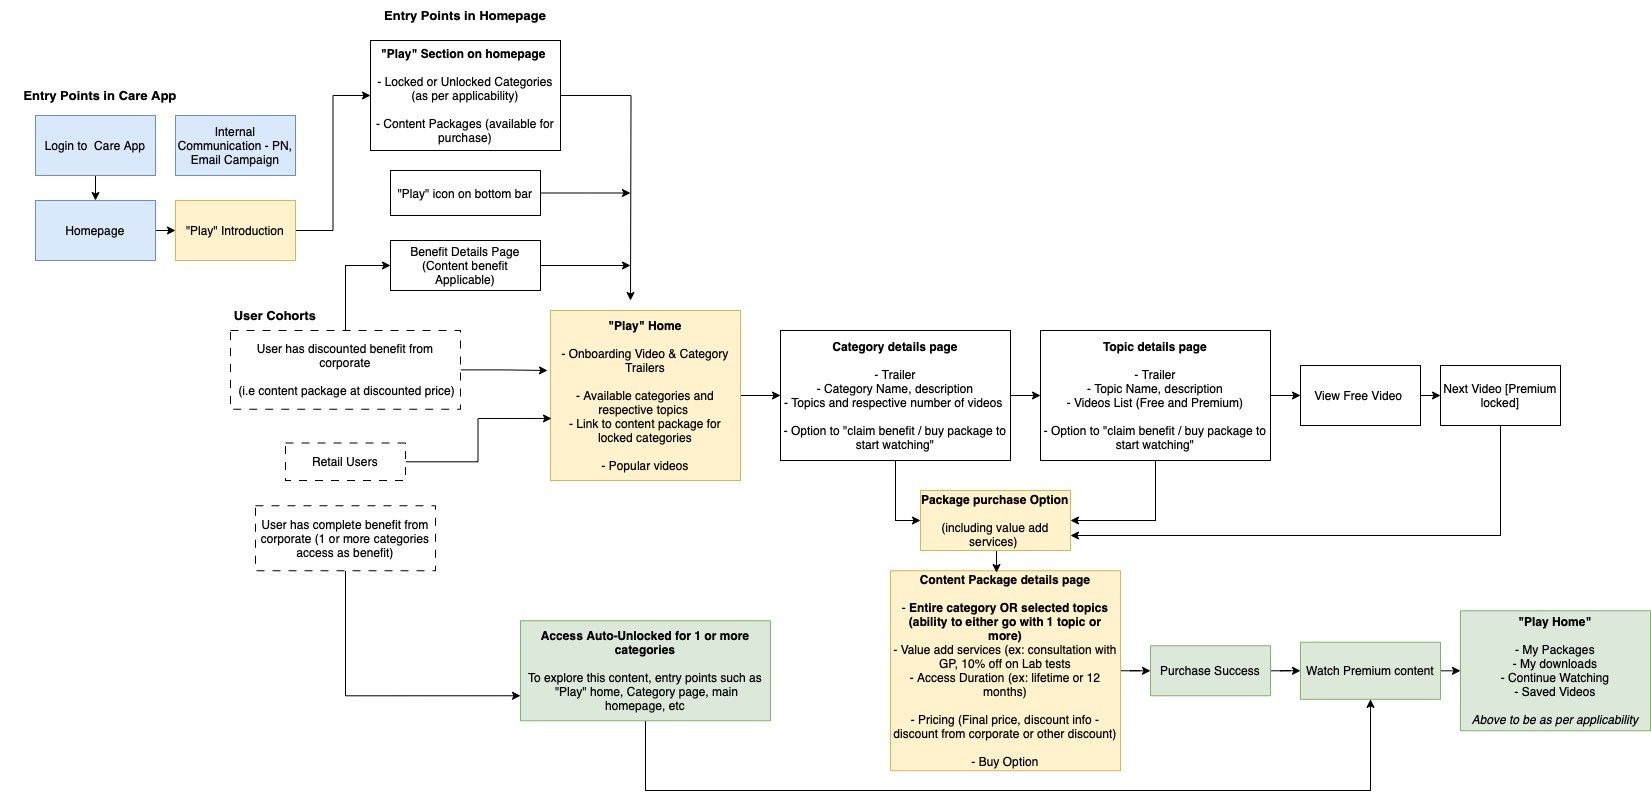 Entry Points in Homepage
"Play" Section on homepage
- Locked or Unlocked Categories
(as per applicability)
- Content Packages (available for
purchase)
Entry Points in Care App
Login to  Care App
Internal
Communication - PN,
Email Campaign
Homepage
"Play" Introduction
"Play" icon on bottom bar
Benefit Details Page
(Content benefit
Applicable)
User Cohorts
User has discounted benefit from
corporate
(i.e content package at discounted price)
Retail Users
User has complete benefit from
corporate (1 or more categories
access as benefit)
"Play" Home
- Onboarding Video & Category
Trailers
- Available categories and
respective topics
- Link to content package for
locked categories
- Popular videos
Category details page
- Trailer
- Category Name, description
- Topics and respective number of videos
- Option to "claim benefit / buy package to
start watching"
Topic details page
- Trailer
- Topic Name, description
- Videos List (Free and Premium)
- Option to "claim benefit / buy package to
start watching"
View Free Video
Next Video [Premium
locked]
Package purchase Option
(including value add
services)
Content Package details page
- Entire category OR selected topics
(ability to either go with 1 topic or
more)
- Value add services (ex: consultation with
GP, 10% off on Lab tests
- Access Duration (ex: lifetime or 12
months)
- Pricing (Final price, discount info -
discount from corporate or other discount)
- Buy Option
Access Auto-Unlocked for 1 or more
categories
To explore this content, entry points such as
"Play" home, Category page, main
homepage, etc
Purchase Success
Watch Premium content
"Play Home"
- My Packages
- My downloads
- Continue Watching
- Saved Videos
Above to be as per applicability